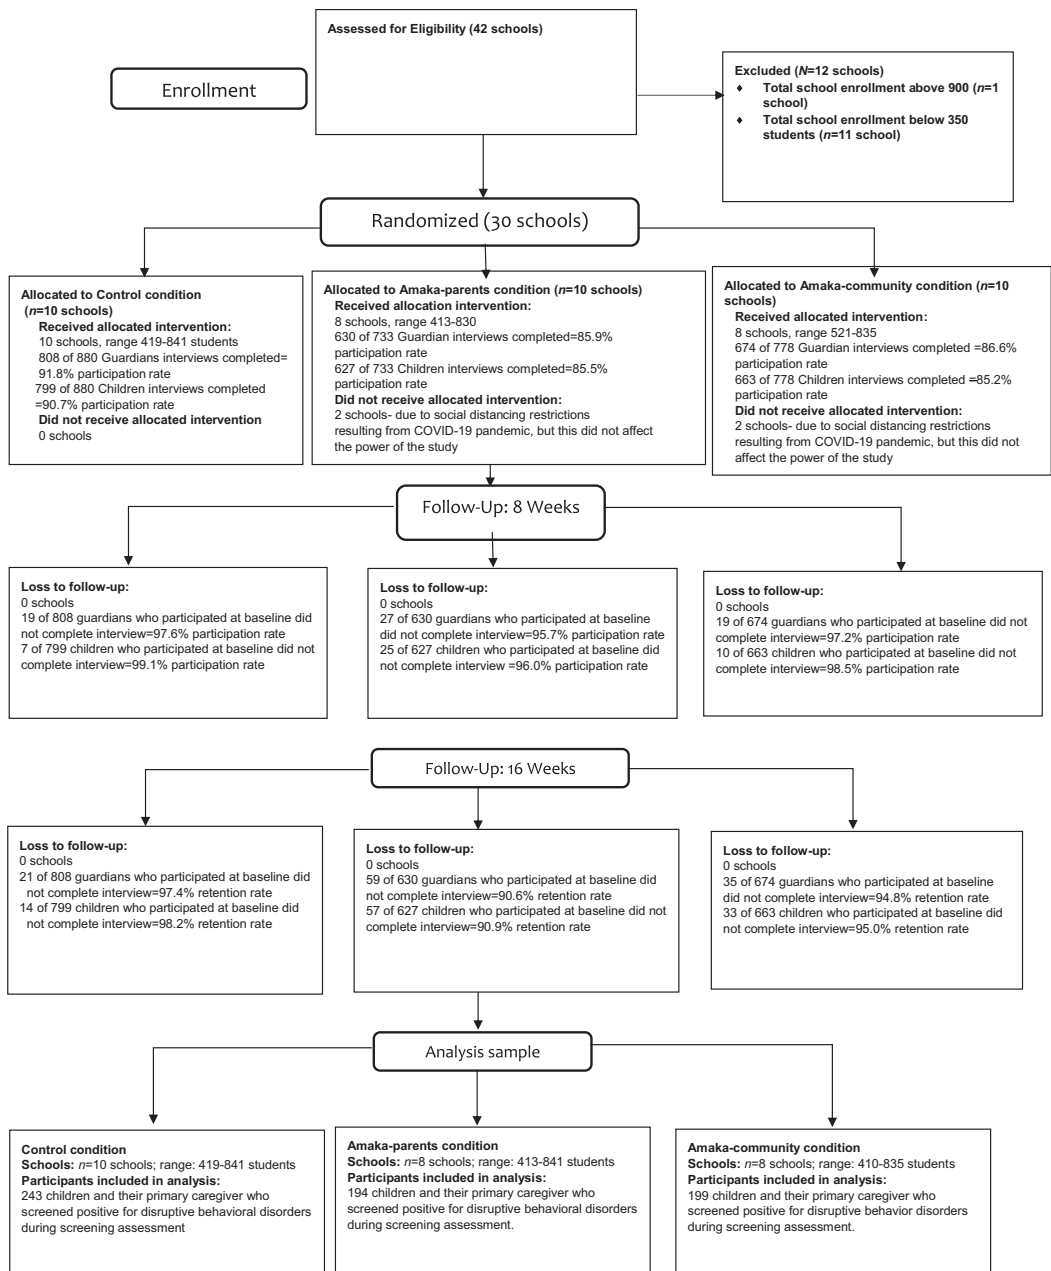 Assessed for Eligibility (42 schools)
Enrollment
Excluded (N=12 schools)
♦ Total school enrollment above 900 (n=1
school)
♦ Total school enrollment below 350
students (n=11 school)
Randomized (30 schools)
Allocated to Control condition
(n=10 schools)
Received allocated intervention:
10 schools, range 419-841 students
808 of 880 Guardians interviews completed=
91.8% participation rate
799 of 880 Children interviews completed
=90.7% participation rate
Did not receive allocated intervention
0 schools
Allocated to Amaka-parents condition (n=10 schools)
Received allocation intervention:
8 schools, range 413-830
630 of 733 Guardian interviews completed=85.9%
participation rate
627 of 733 Children interviews completed=85.5%
participation rate
Did not receive allocated intervention:
2 schools- due to social distancing restrictions
resulting from COVID-19 pandemic, but this did not affect
the power of the study
Allocated to Amaka-community condition (n=10
schools)
Received allocated intervention:
8 schools, range 521-835
674 of 778 Guardian interviews completed =86.6%
participation rate
663 of 778 Children interviews completed =85.2%
participation rate
Did not receive allocated intervention:
2 schools- due to social distancing restrictions
resulting from COVID-19 pandemic, but this did not
affect the power of the study
Follow-Up: 8 Weeks
Loss to follow-up:
0 schools
19 of 808 guardians who participated at baseline did
not complete interview=97.6% participation rate
7 of 799 children who participated at baseline did not
complete interview=99.1% participation rate
Loss to follow-up:
0 schools
27 of 630 guardians who participated at baseline
did not complete interview=95.7% participation rate
25 of 627 children who participated at baseline did
not complete interview =96.0% participation rate
Loss to follow-up:
0 schools
19 of 674 guardians who participated at baseline did not
complete interview=97.2% participation rate
10 of 663 children who participated at baseline did not
complete interview=98.5% participation rate
Follow-Up: 16 Weeks
Loss to follow-up:
0 schools
21 of 808 guardians who participated at baseline did
not complete interview=97.4% retention rate
14 of 799 children who participated at baseline did
not complete interview=98.2% retention rate
Loss to follow-up:
0 schools
59 of 630 guardians who participated at baseline did
not complete interview=90.6% retention rate
57 of 627 children who participated at baseline did not
complete interview=90.9% retention rate
Loss to follow-up:
0 schools
35 of 674 guardians who participated at baseline
did not complete interview=94.8% retention rate
33 of 663 children who participated at baseline did
not complete interview=95.0% retention rate
Analysis sample
Control condition
Schools: n=10 schools; range: 419-841 students
Participants included in analysis:
243 children and their primary caregiver who
screened positive for disruptive behavioral disorders
during screening assessment
Amaka-parents condition
Schools: n=8 schools; range: 413-841 students
Participants included in analysis:
194 children and their primary caregiver who
screened positive for disruptive behavioral disorders
during screening assessment.
Amaka-community condition
Schools: n=8 schools; range: 410-835 students
Participants included in analysis:
199 children and their primary caregiver who
screened positive for disruptive behavior disorders
during screening assessment.